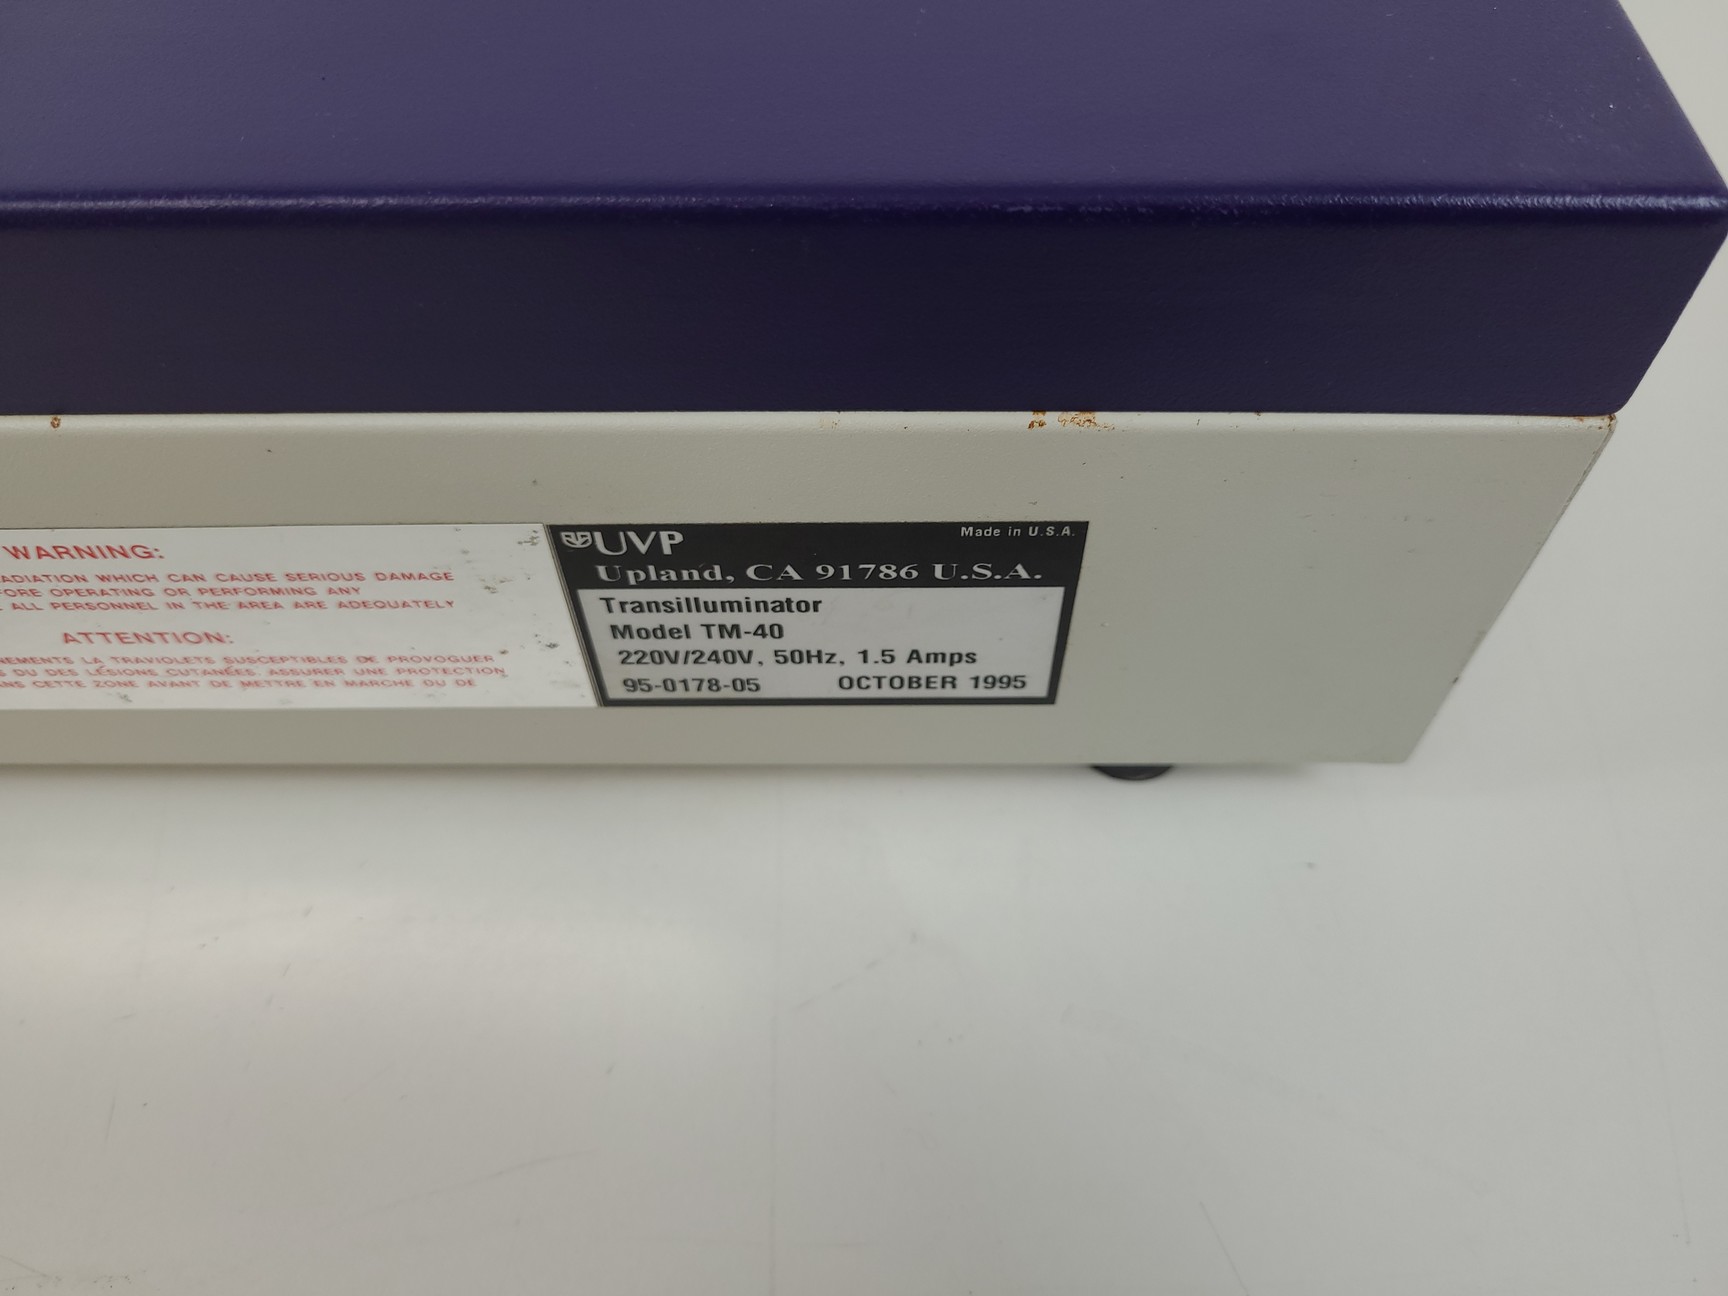 WARNING:
ADIATION WHICH CAN CAUSE SERIOUS DAMAGE
FORE OPERATING OR PERFORMING ANY
ALL PERSONNEL IN THE AREA ARE ADEQUATELY
ATTENTION:
NEMENTS LA TRAVIOLETS SUSCEPTIBLES DE PROVOGUER
DU DES LÉSIONS CUTANÉES. ASSURER UNE PROTECTION
ANS CETTE ZONE AVANT DE METTRE EN MARCHE OU DE
UVP
Made in U.S.A.
Upland, CA 91786 U.S.A.
Transilluminator
Model TM-40
220V/240V, 50Hz, 1.5 Amps
95-0178-05 OCTOBER 1995